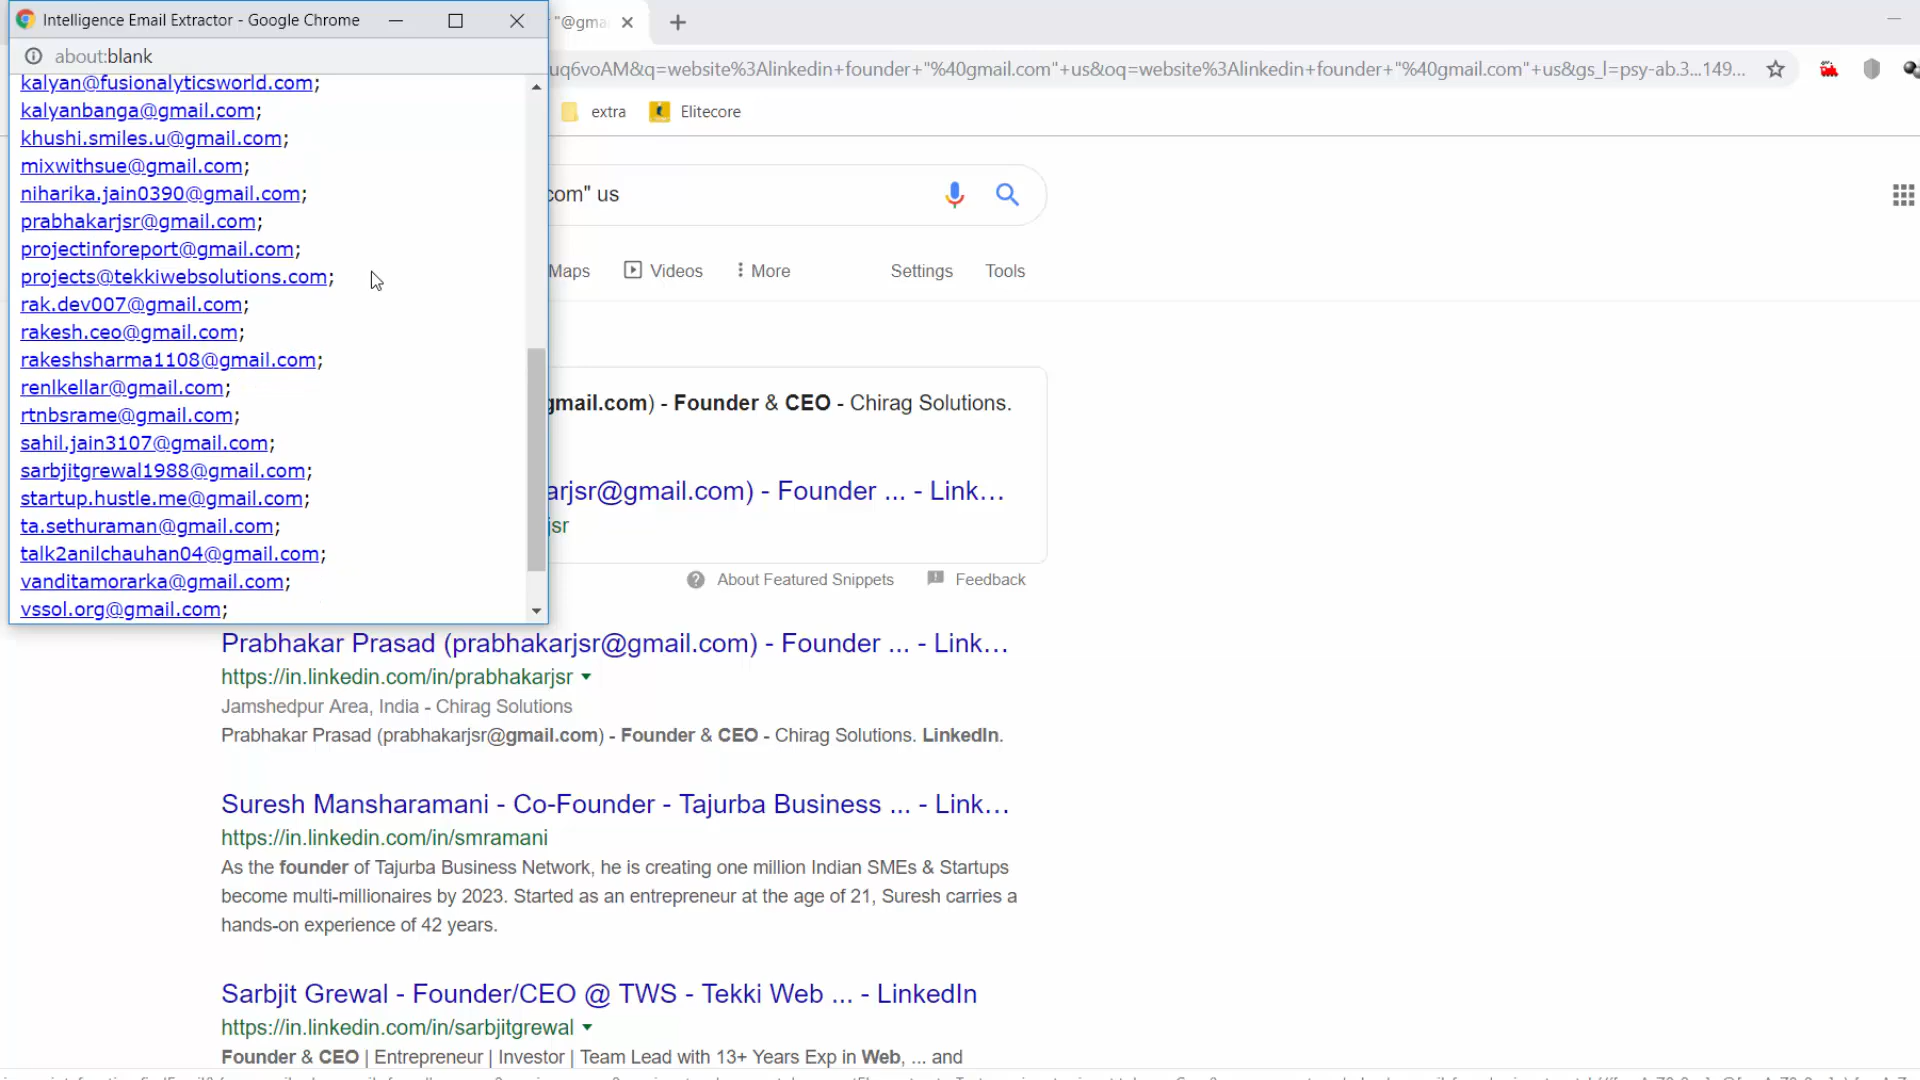 Intelligence Email Extractor - Google Chrome
about:blank
kalyan@fusionalyticsworld.com;
kalyanbanga@gmail.com;
khushi.smiles.u@gmail.com;
mixwithsue@gmail.com;
niharika.jain0390@gmail.com;
prabhakarjsr@gmail.com;
projectinforeport@gmail.com;
projects@tekkiwebsolutions.com;
rak.dev007@gmail.com;
rakesh.ceo@gmail.com;
rakeshsharma1108@gmail.com;
renlkellar@gmail.com;
rtnbsrame@gmail.com;
sahil.jain3107@gmail.com;
sarbjitgrewal1988@gmail.com;
startup.hustle.me@gmail.com;
ta.sethuraman@gmail.com;
talk2anilchauhan04@gmail.com;
vanditamorarka@gmail.com;
vssol.org@gmail.com;
"@gma
uq6voAM&q=website%3Alinkedin+founder+"%40gmail.com"+us&oq=website%3Alinkedin+founder+"%40gmail.com"+us&gs_l=psy-ab.3...149...
extra Elitecore
com" us
Maps Videos More Settings Tools
gmail.com) - Founder & CEO - Chirag Solutions.
arjsr@gmail.com) - Founder ... - Link...
jsr
About Featured Snippets Feedback
Prabhakar Prasad (prabhakarjsr@gmail.com) - Founder ... - Link...
https://in.linkedin.com/in/prabhakarjsr
Jamshedpur Area, India - Chirag Solutions
Prabhakar Prasad (prabhakarjsr@gmail.com) - Founder & CEO - Chirag Solutions. LinkedIn.
Suresh Mansharamani - Co-Founder - Tajurba Business ... - Link...
https://in.linkedin.com/in/smramani
As the founder of Tajurba Business Network, he is creating one million Indian SMEs & Startups
become multi-millionaires by 2023. Started as an entrepreneur at the age of 21, Suresh carries a
hands-on experience of 42 years.
Sarbjit Grewal - Founder/CEO @ TWS - Tekki Web ... - LinkedIn
https://in.linkedin.com/in/sarbjitgrewal
Founder & CEO | Entrepreneur | Investor | Team Lead with 13+ Years Exp in Web, ... and